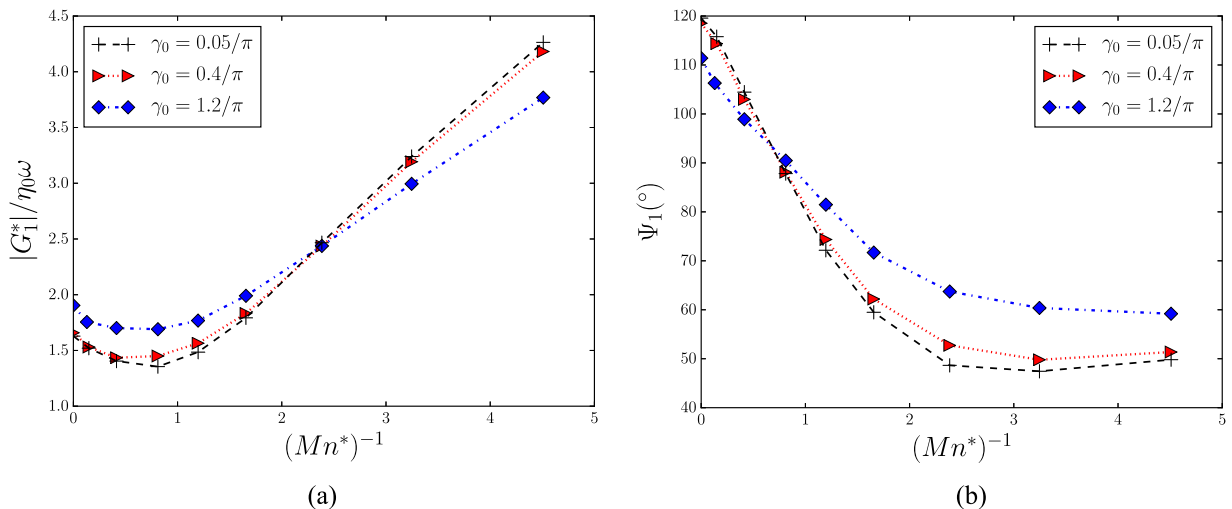 4.5
4.0
3.5
3.0
2.5
2.0
1.5
1.0
|G₁*|/η₀ω
γ₀ = 0.05/π
γ₀ = 0.4/π
γ₀ = 1.2/π
0 1 2 3 4 5
(Mn*)⁻¹
(a)
120
110
100
90
80
70
60
50
40
Ψ₁(°)
γ₀ = 0.05/π
γ₀ = 0.4/π
γ₀ = 1.2/π
0 1 2 3 4 5
(Mn*)⁻¹
(b)